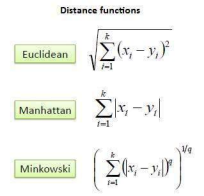 Distance functions
Euclidean √(∑_{i=1}^{k} (x_i − y_i)^2)
Manhattan ∑_{i=1}^{k} |x_i − y_i|
Minkowski (∑_{i=1}^{k} (|x_i − y_i|)^q)^{1/q}